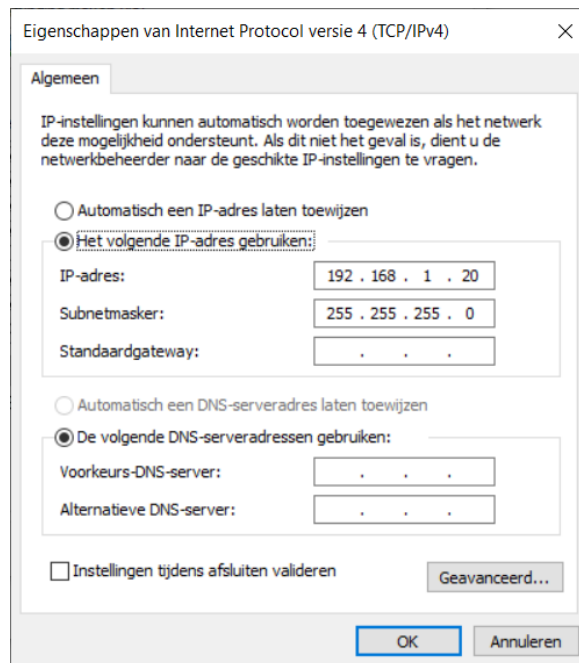 Eigenschappen van Internet Protocol versie 4 (TCP/IPv4)
Algemeen
IP-instellingen kunnen automatisch worden toegewezen als het netwerk
deze mogelijkheid ondersteunt. Als dit niet het geval is, dient u de
netwerkbeheerder naar de geschikte IP-instellingen te vragen.
Automatisch een IP-adres laten toewijzen
Het volgende IP-adres gebruiken:
IP-adres: 192 . 168 . 1 . 20
Subnetmasker: 255 . 255 . 255 . 0
Standaardgateway: . . .
Automatisch een DNS-serveradres laten toewijzen
De volgende DNS-serveradressen gebruiken:
Voorkeurs-DNS-server: . . .
Alternatieve DNS-server: . . .
Instellingen tijdens afsluiten valideren
Geavanceerd...
OK Annuleren